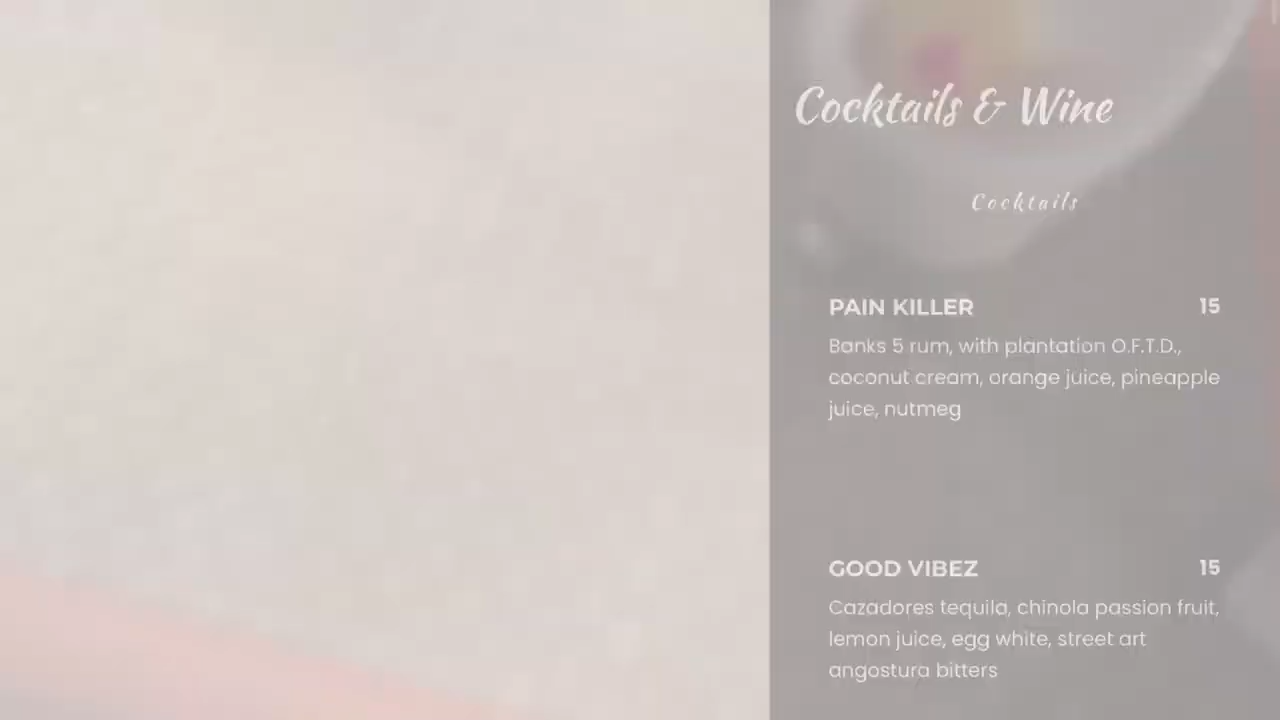 Cocktails & Wine
Cocktails
PAIN KILLER 15
Banks 5 rum, with plantation O.F.T.D.,
coconut cream, orange juice, pineapple
juice, nutmeg
GOOD VIBEZ 15
Cazadores tequila, chinola passion fruit,
lemon juice, egg white, street art
angostura bitters